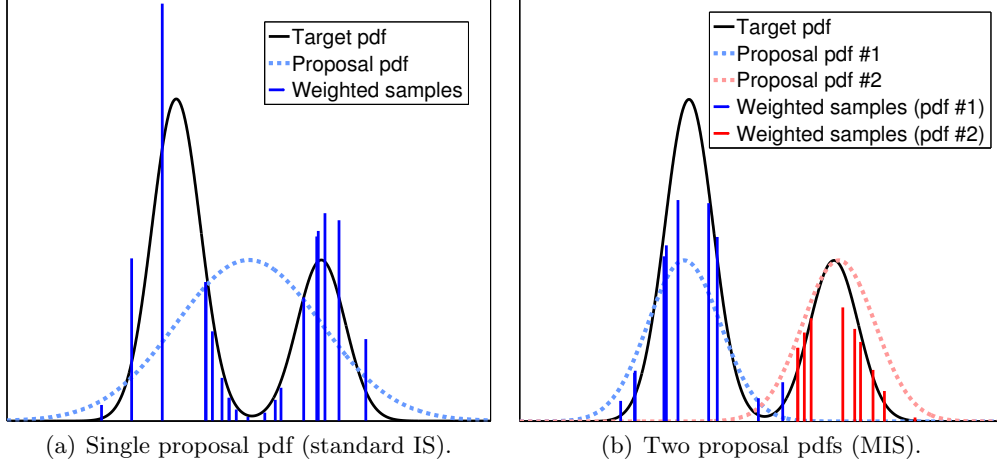 Target pdf
Proposal pdf
Weighted samples
(a) Single proposal pdf (standard IS).
Target pdf
Proposal pdf #1
Proposal pdf #2
Weighted samples (pdf #1)
Weighted samples (pdf #2)
(b) Two proposal pdfs (MIS).